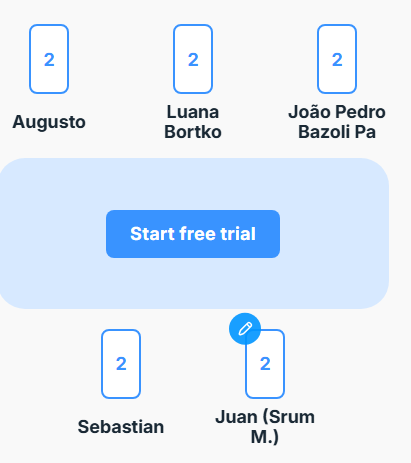 2
2
2
Augusto
Luana
Bortko
João Pedro
Bazoli Pa
Start free trial
2
2
Sebastian
Juan (Srum
M.)